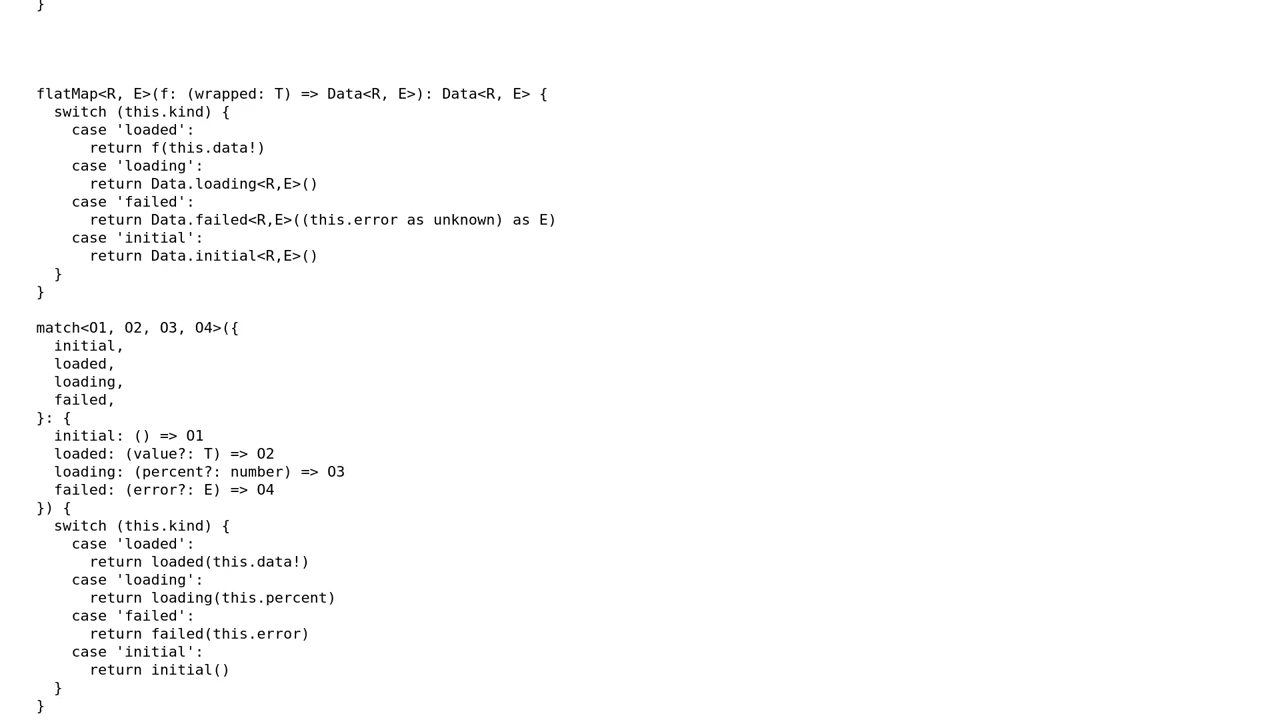 }
flatMap<R, E>(f: (wrapped: T) => Data<R, E>): Data<R, E> {
  switch (this.kind) {
    case 'loaded':
      return f(this.data!)
    case 'loading':
      return Data.loading<R,E>()
    case 'failed':
      return Data.failed<R,E>((this.error as unknown) as E)
    case 'initial':
      return Data.initial<R,E>()
  }
}
match<O1, O2, O3, O4>({
  initial,
  loaded,
  loading,
  failed,
}: {
  initial: () => O1
  loaded: (value?: T) => O2
  loading: (percent?: number) => O3
  failed: (error?: E) => O4
}) {
  switch (this.kind) {
    case 'loaded':
      return loaded(this.data!)
    case 'loading':
      return loading(this.percent)
    case 'failed':
      return failed(this.error)
    case 'initial':
      return initial()
  }
}